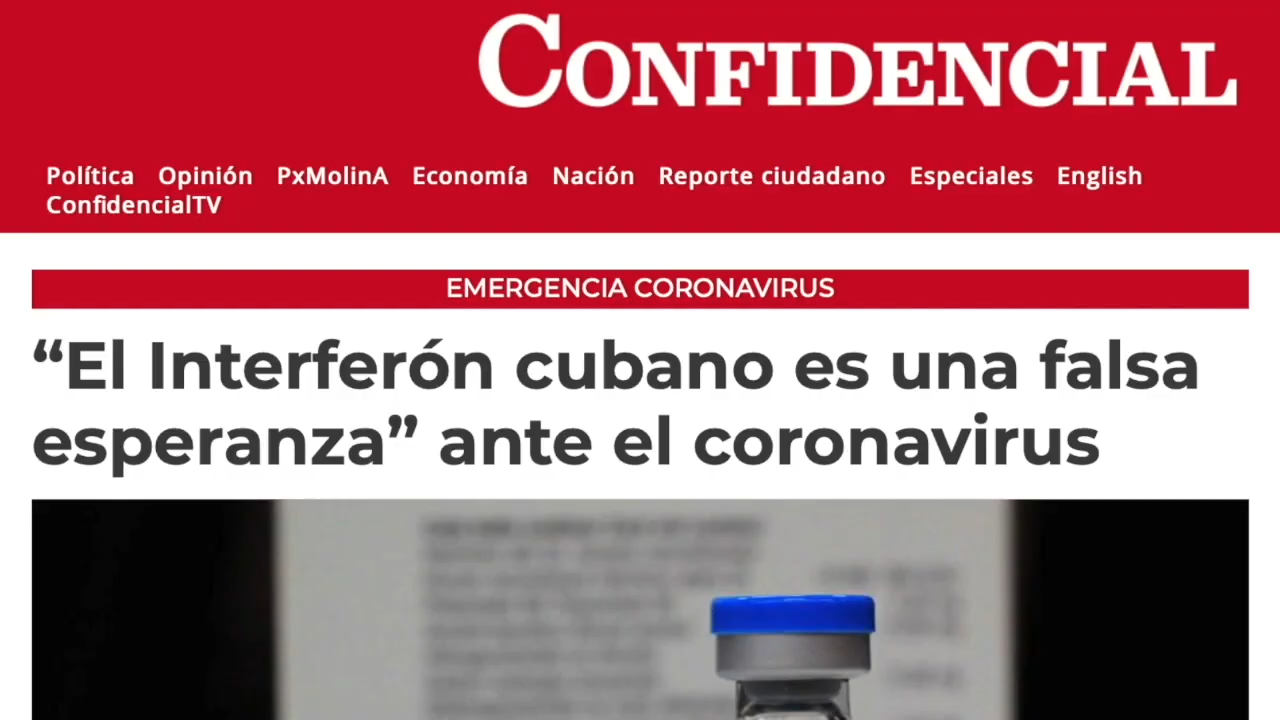 CONFIDENCIAL
Política Opinión PxMolinA Economía Nación Reporte ciudadano Especiales English
ConfidencialTV
EMERGENCIA CORONAVIRUS
“El Interferón cubano es una falsa
esperanza” ante el coronavirus